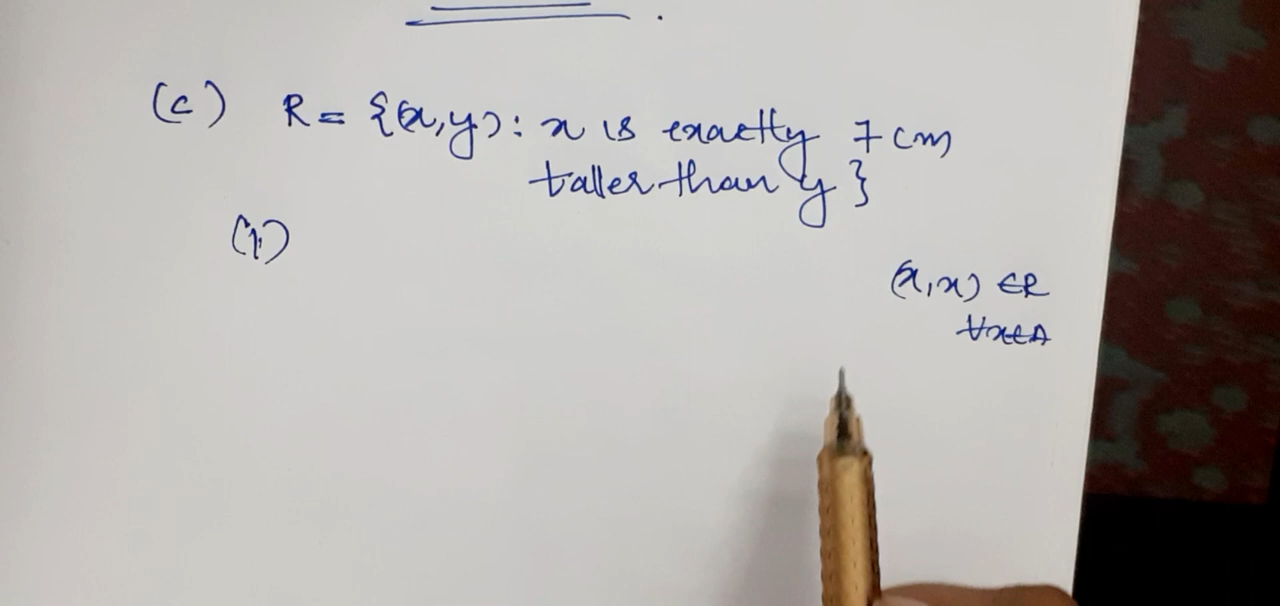 (c) R = {(x,y): x is exactly 7 cm
taller than y}
(i)
(x,x) ∈R
∀x∈A